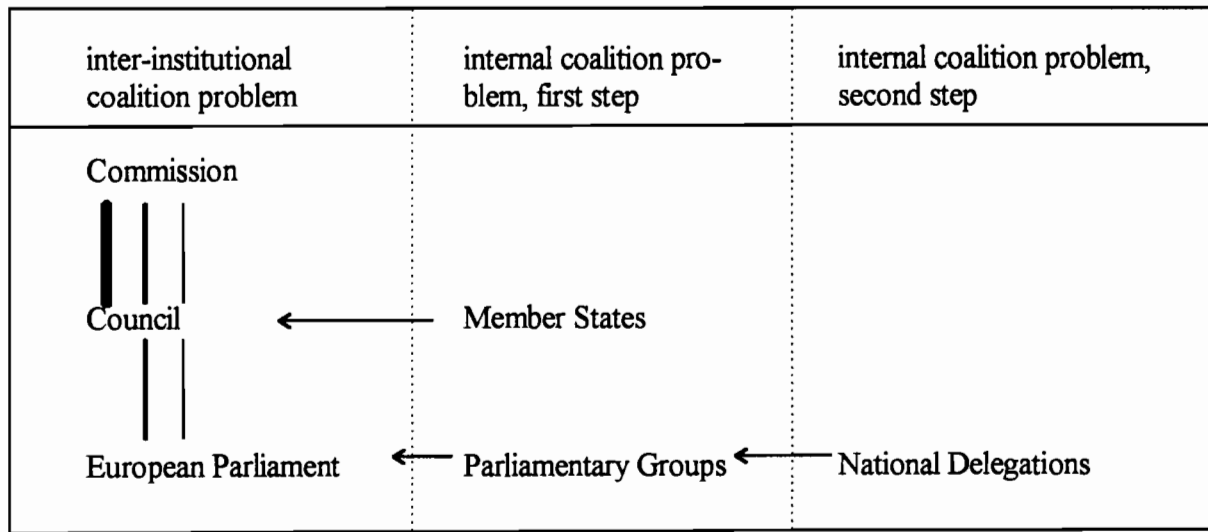 inter-institutional
coalition problem
internal coalition pro-
blem, first step
internal coalition problem,
second step
Commission
Council
Member States
European Parliament
Parliamentary Groups
National Delegations